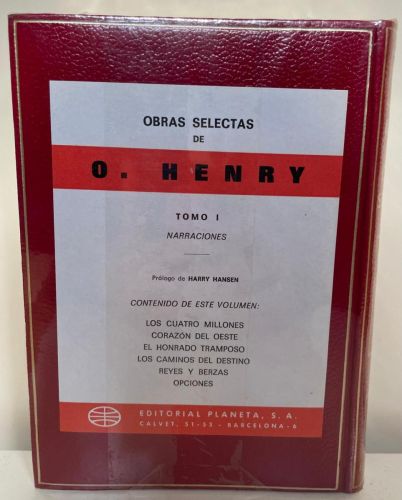 OBRAS SELECTAS
DE
O. HENRY
TOMO I
NARRACIONES
Prólogo de HARRY HANSEN
CONTENIDO DE ESTE VOLUMEN:
LOS CUATRO MILLONES
CORAZÓN DEL OESTE
EL HONRADO TRAMPOSO
LOS CAMINOS DEL DESTINO
REYES Y BERZAS
OPCIONES
EDITORIAL PLANETA, S. A.
CALVET, 51-53 - BARCELONA-6